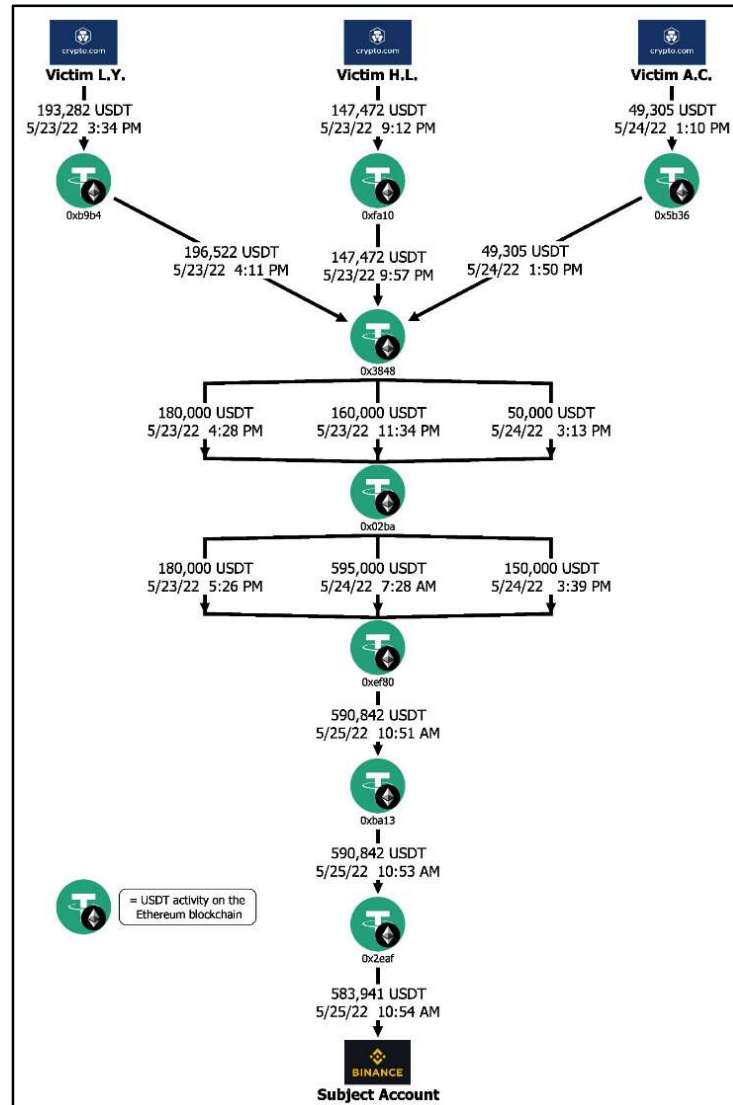 crypto.com
crypto.com
crypto.com
Victim L.Y.
Victim H.L.
Victim A.C.
193,282 USDT
5/23/22 3:34 PM
147,472 USDT
5/23/22 9:12 PM
49,305 USDT
5/24/22 1:10 PM
0xb9b4
0xfa10
0x5b36
196,522 USDT
5/23/22 4:11 PM
147,472 USDT
5/23/22 9:57 PM
49,305 USDT
5/24/22 1:50 PM
0x3848
180,000 USDT
5/23/22 4:28 PM
160,000 USDT
5/23/22 11:34 PM
50,000 USDT
5/24/22 3:13 PM
0x02ba
180,000 USDT
5/23/22 5:26 PM
595,000 USDT
5/24/22 7:28 AM
150,000 USDT
5/24/22 3:39 PM
0xef80
590,842 USDT
5/25/22 10:51 AM
0xba13
590,842 USDT
5/25/22 10:53 AM
= USDT activity on the
Ethereum blockchain
0x2eaf
583,941 USDT
5/25/22 10:54 AM
BINANCE
Subject Account